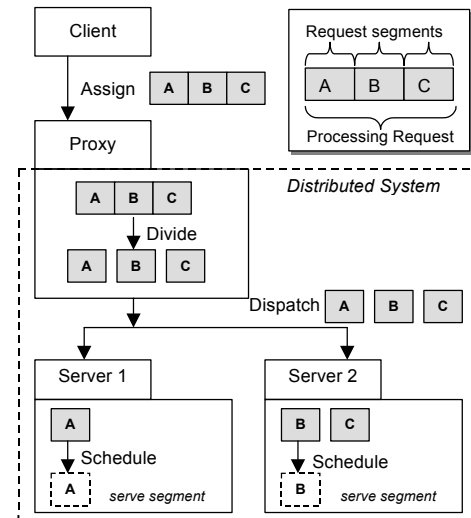 Client
Request segments
Assign A B C
A B C
Processing Request
Proxy
Distributed System
A B C
Divide
A B C
Dispatch A B C
Server 1
Server 2
A
B C
Schedule
Schedule
A
serve segment
B
serve segment